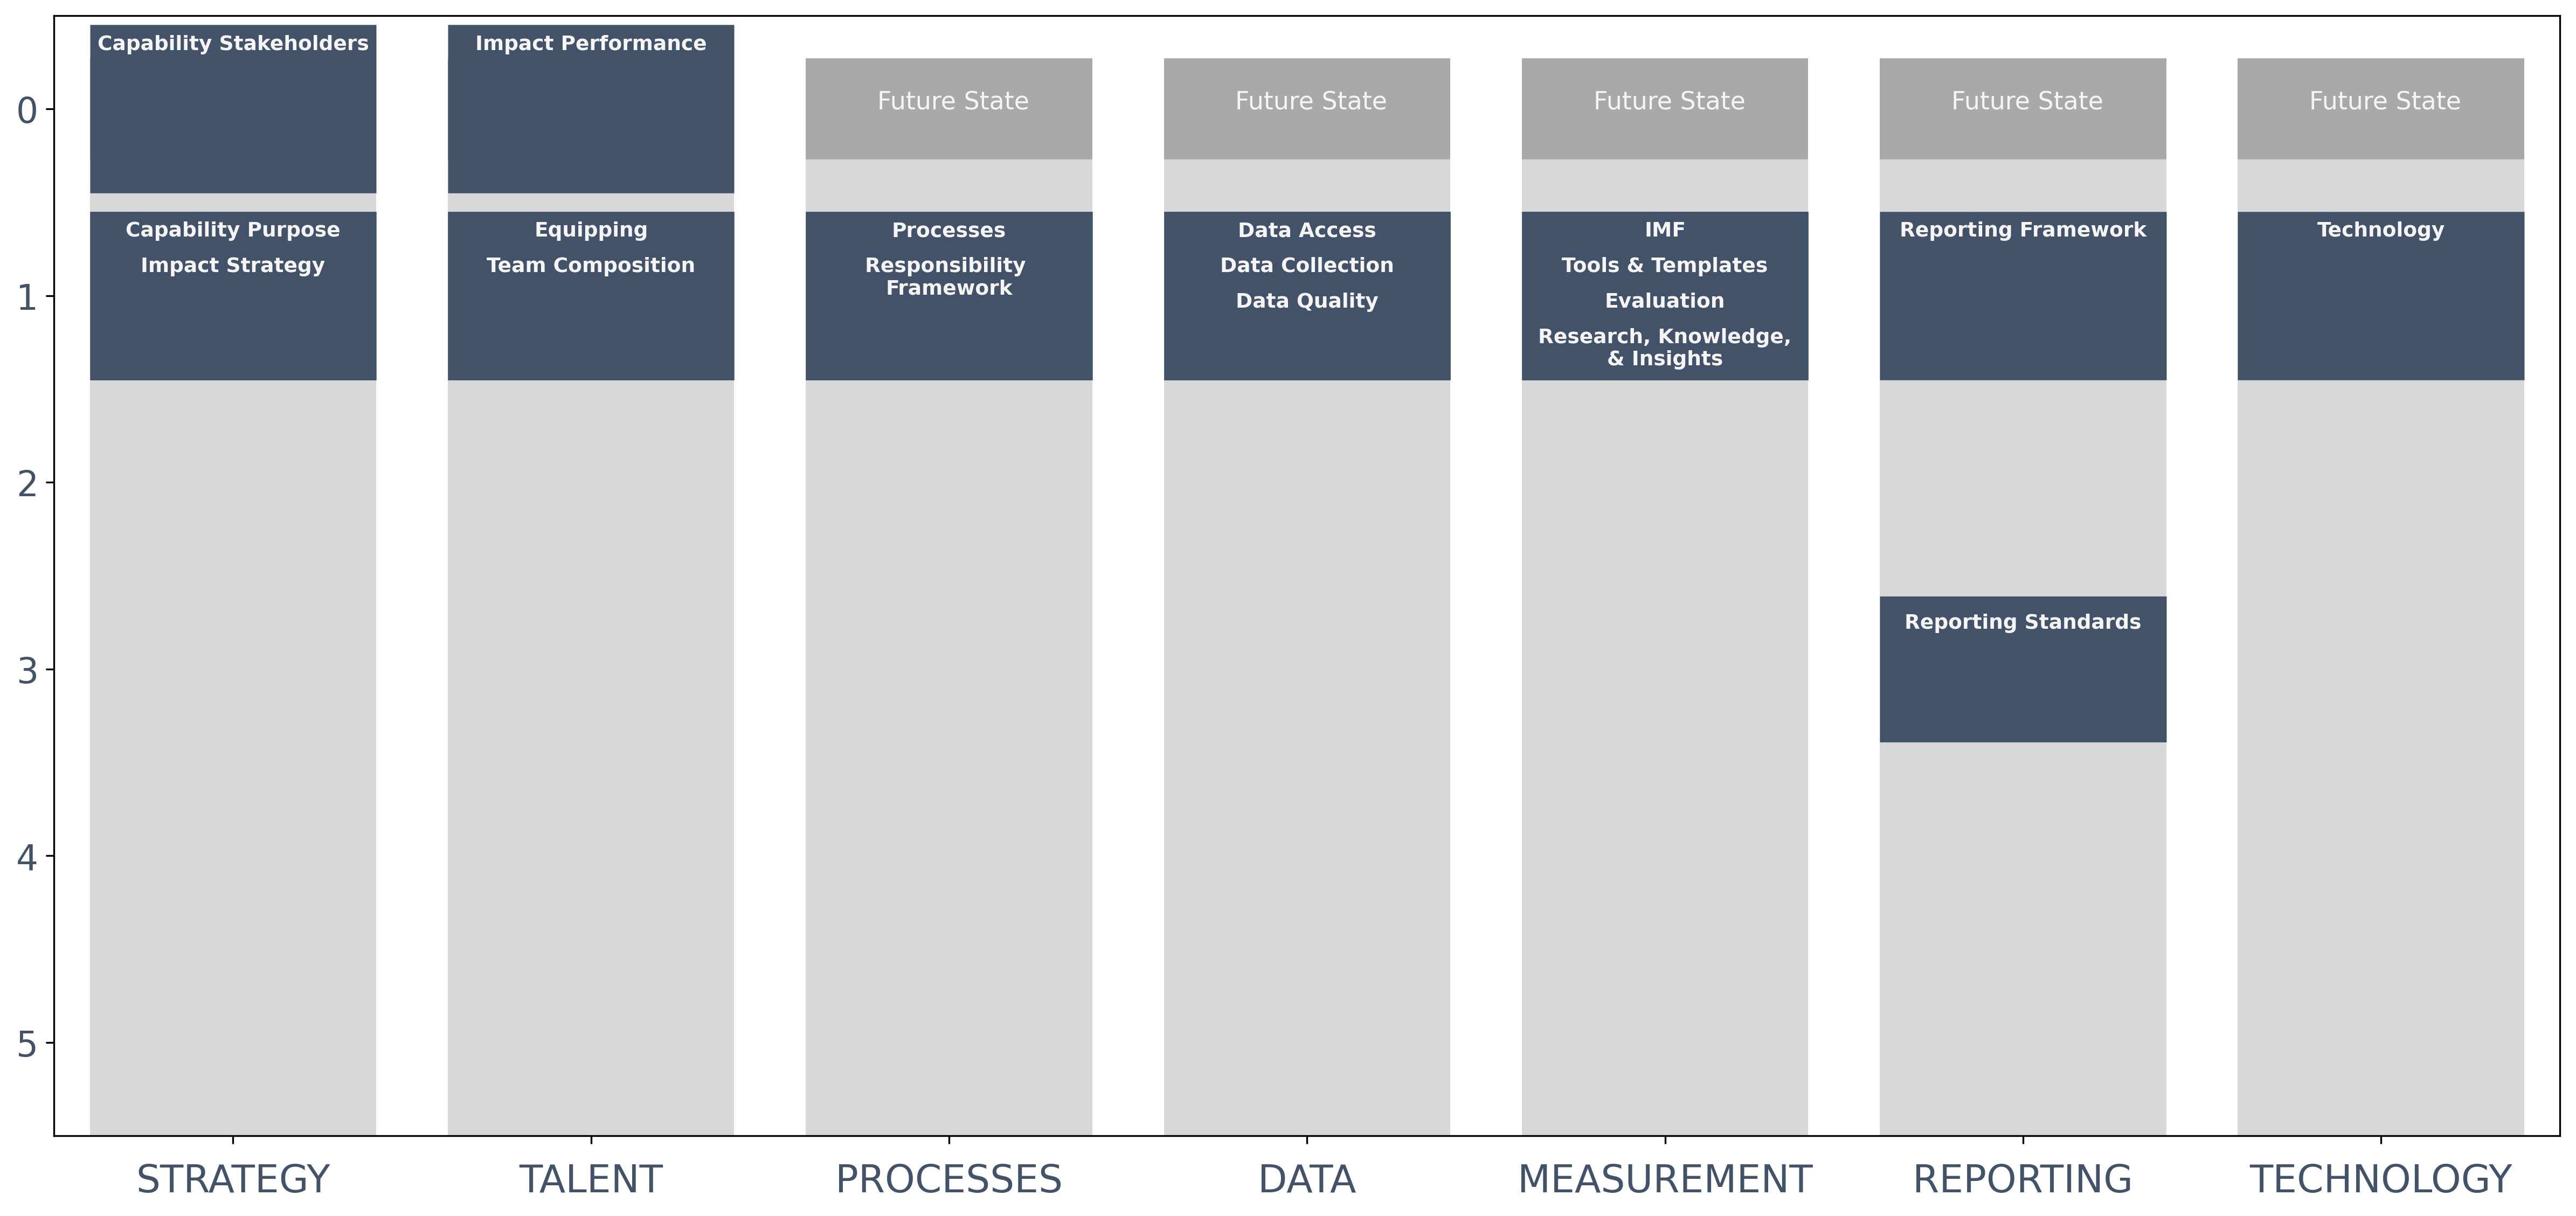 Capability Stakeholders
Impact Performance
Future State
Future State
Future State
Future State
Future State
0
Capability Purpose
Impact Strategy
Equipping
Team Composition
Processes
Responsibility
Framework
Data Access
Data Collection
Data Quality
IMF
Tools & Templates
Evaluation
Research, Knowledge,
& Insights
Reporting Framework
Technology
1
2
Reporting Standards
3
4
5
STRATEGY
TALENT
PROCESSES
DATA
MEASUREMENT
REPORTING
TECHNOLOGY